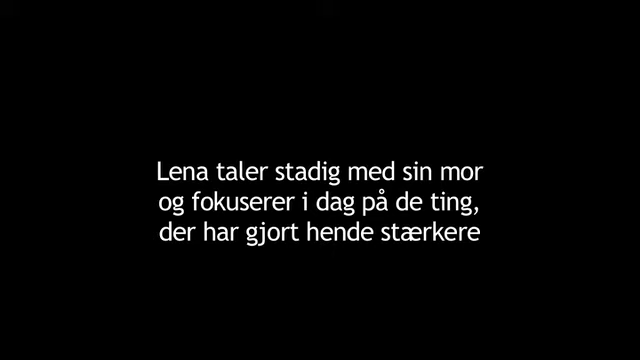 Lena taler stadig med sin mor
og fokuserer i dag på de ting,
der har gjort hende stærkere